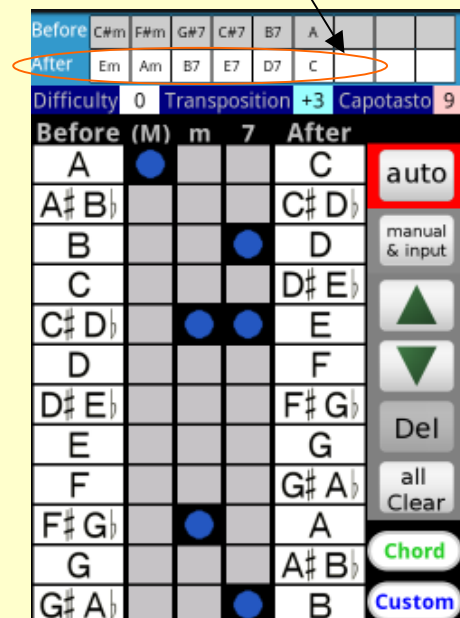 Before C#m F#m G#7 C#7 B7 A
After Em Am B7 E7 D7 C
Difficulty 0 Transposition +3 Capotasto 9
Before (M) m 7 After
A C
A♯ B♭ C♯ D♭
B D
C D♯ E♭
C♯ D♭ E
D F
D♯ E♭ F♯ G♭
E G
F G♯ A♭
F♯ G♭ A
G A♯ B♭
G♯ A♭ B
auto
manual
& input
Del
all
Clear
Chord
Custom